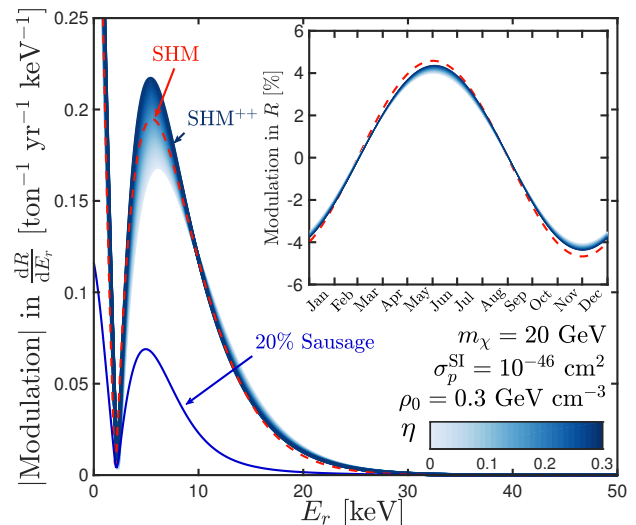 |Modulation| in dR/dE_r [ton⁻¹ yr⁻¹ keV⁻¹]
0.25
0.2
0.15
0.1
0.05
0
SHM
SHM⁺⁺
20% Sausage
Modulation in R [%]
6
4
2
0
-2
-4
-6
Jan Feb Mar Apr May Jun Jul Aug Sep Oct Nov Dec
m_χ = 20 GeV
σ_p^SI = 10⁻⁴⁶ cm²
ρ₀ = 0.3 GeV cm⁻³
η
0 0.1 0.2 0.3
0 10 20 30 40 50
E_r [keV]